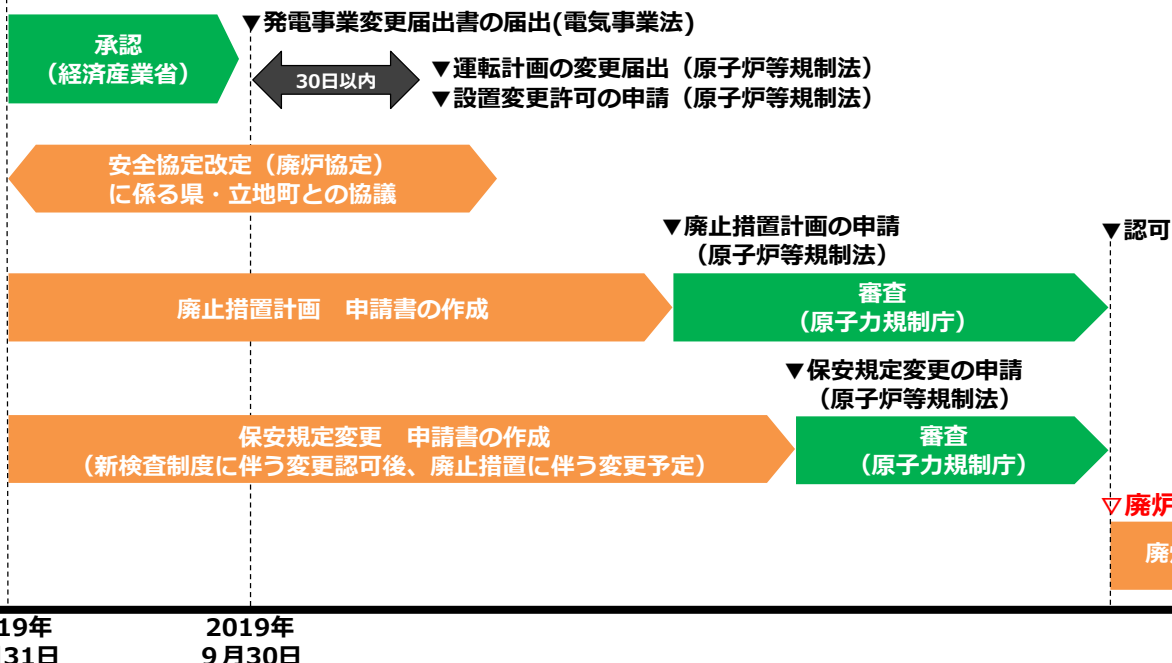 ▼発電事業変更届出書の届出(電気事業法)
承認
（経済産業省）
30日以内
▼運転計画の変更届出（原子炉等規制法）
▼設置変更許可の申請（原子炉等規制法）
安全協定改定（廃炉協定）
に係る県・立地町との協議
▼廃止措置計画の申請
（原子炉等規制法）
▼認可
廃止措置計画　申請書の作成
審査
（原子力規制庁）
▼保安規定変更の申請
（原子炉等規制法）
保安規定変更　申請書の作成
（新検査制度に伴う変更認可後、廃止措置に伴う変更予定）
審査
（原子力規制庁）
▽廃炉
廃
19年
31日
2019年
９月30日